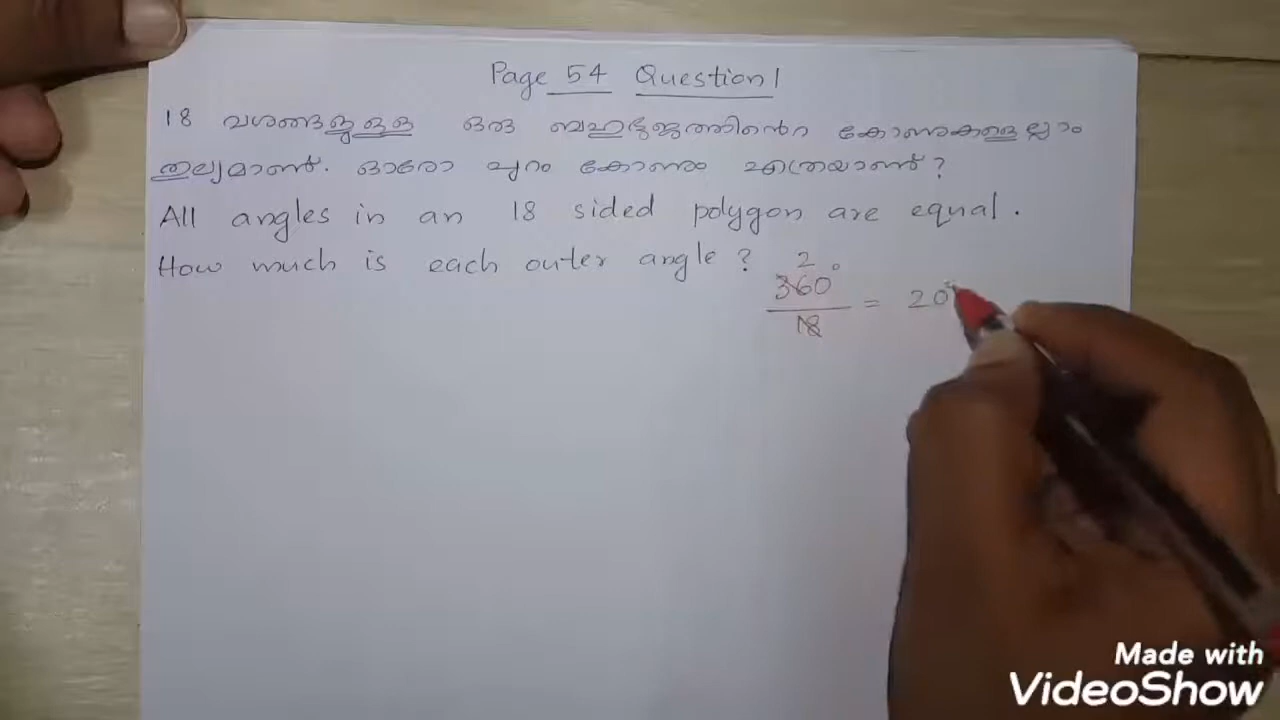 Page 54 Question 1
18 വശങ്ങളുള്ള ഒരു ബഹുഭുജത്തിൻെറ കോണുകളെല്ലാം
തുല്യമാണ്. ഓരോ പുറം കോണും എത്രയാണ്?
All angles in an 18 sided polygon are equal.
How much is each outer angle?
2
360°
18
= 20°
Made with
VideoShow